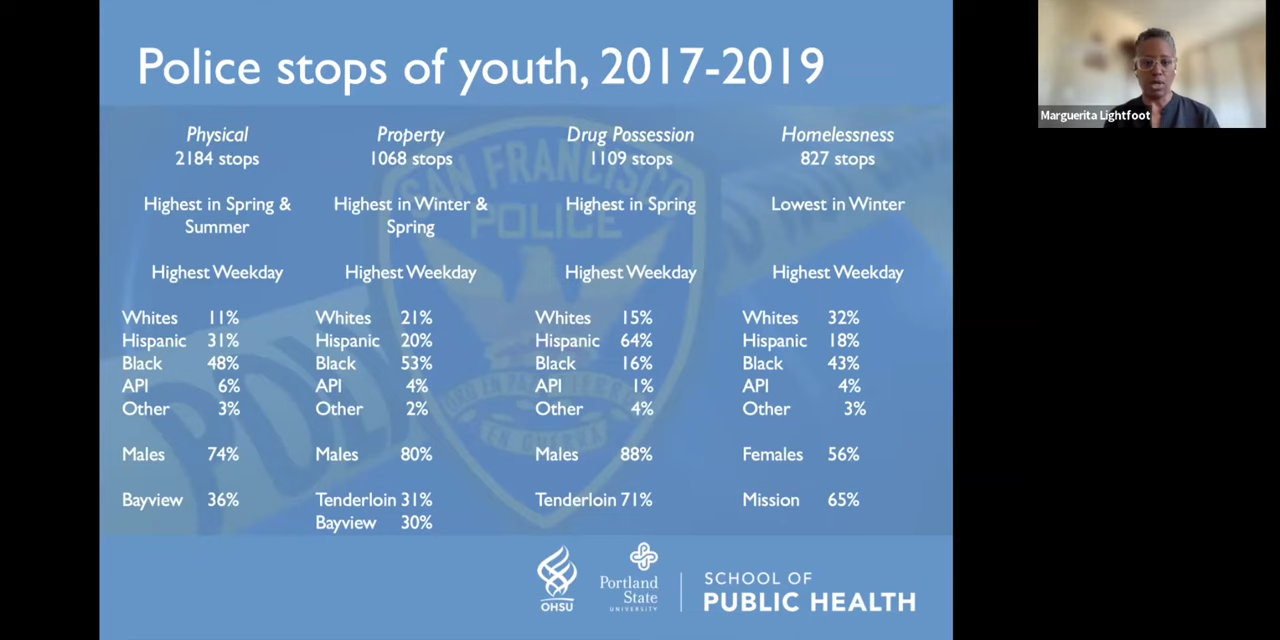 Police stops of youth, 2017-2019
Marguerita Lightfoot
Physical
2184 stops
Highest in Spring &
Summer
Highest Weekday
Whites 11%
Hispanic 31%
Black 48%
API 6%
Other 3%
Males 74%
Bayview 36%
Property
1068 stops
Highest in Winter &
Spring
Highest Weekday
Whites 21%
Hispanic 20%
Black 53%
API 4%
Other 2%
Males 80%
Tenderloin 31%
Bayview 30%
Drug Possession
1109 stops
Highest in Spring
Highest Weekday
Whites 15%
Hispanic 64%
Black 16%
API 1%
Other 4%
Males 88%
Tenderloin 71%
Homelessness
827 stops
Lowest in Winter
Highest Weekday
Whites 32%
Hispanic 18%
Black 43%
API 4%
Other 3%
Females 56%
Mission 65%
SAN FRANCISCO
POLICE
EN GUERRA
OHSU
Portland
State
UNIVERSITY
SCHOOL OF
PUBLIC HEALTH